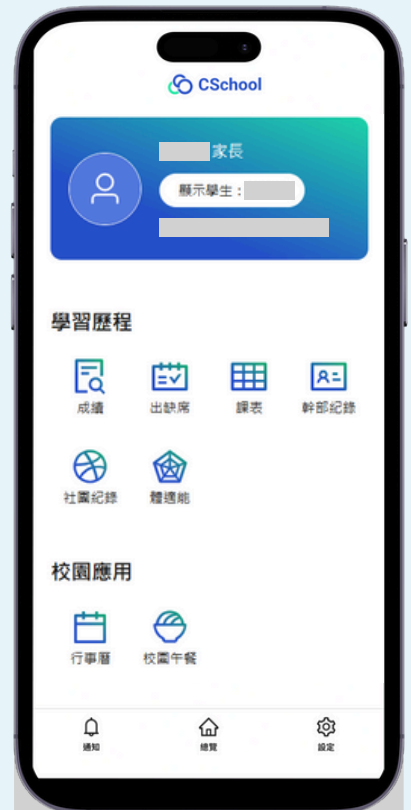 CSchool
家長
顯示學生：
學習歷程
成績 出缺席 課表 幹部紀錄
社團紀錄 體適能
校園應用
行事曆 校園午餐
通知 總覽 設定